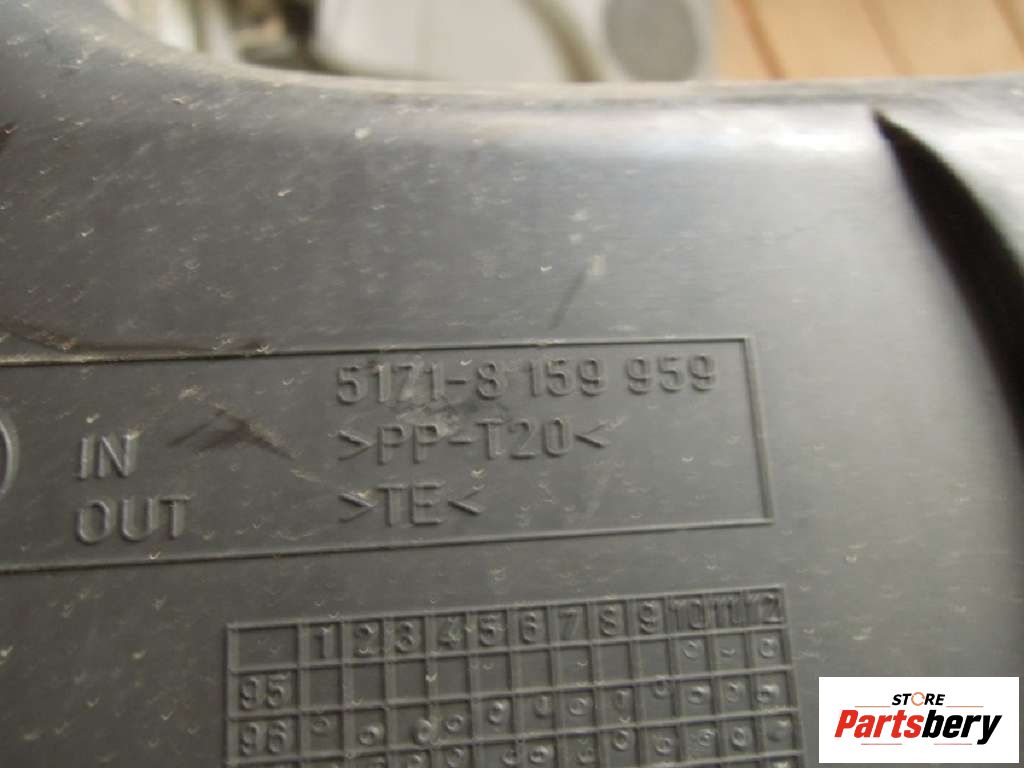 5171-8 159 959
IN >PP-T20<
OUT >TE<
1 2 3 4 5 6 7 8 9 10 11 12
95
96
STORE
Partsbery